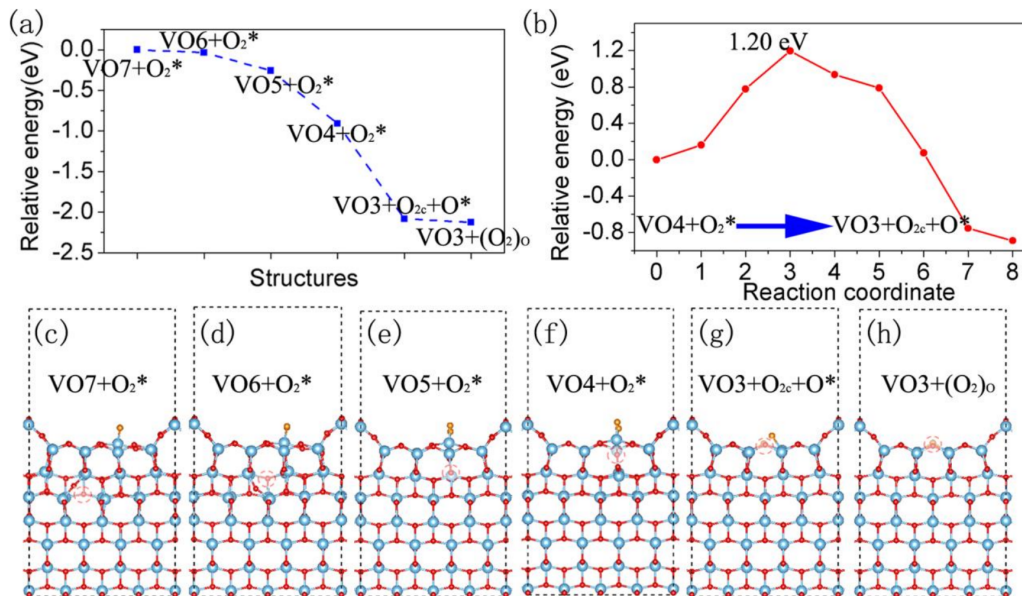 (a)
Relative energy(eV)
0.0
-0.5
-1.0
-1.5
-2.0
-2.5
VO6+O₂*
VO7+O₂*
VO5+O₂*
VO4+O₂*
VO3+O₂c+O*
VO3+(O₂)o
Structures
(b)
Relative energy (eV)
1.2
0.8
0.4
0.0
-0.4
-0.8
1.20 eV
VO4+O₂*
VO3+O₂c+O*
0 1 2 3 4 5 6 7 8
Reaction coordinate
(c)
VO7+O₂*
(d)
VO6+O₂*
(e)
VO5+O₂*
(f)
VO4+O₂*
(g)
VO3+O₂c+O*
(h)
VO3+(O₂)o